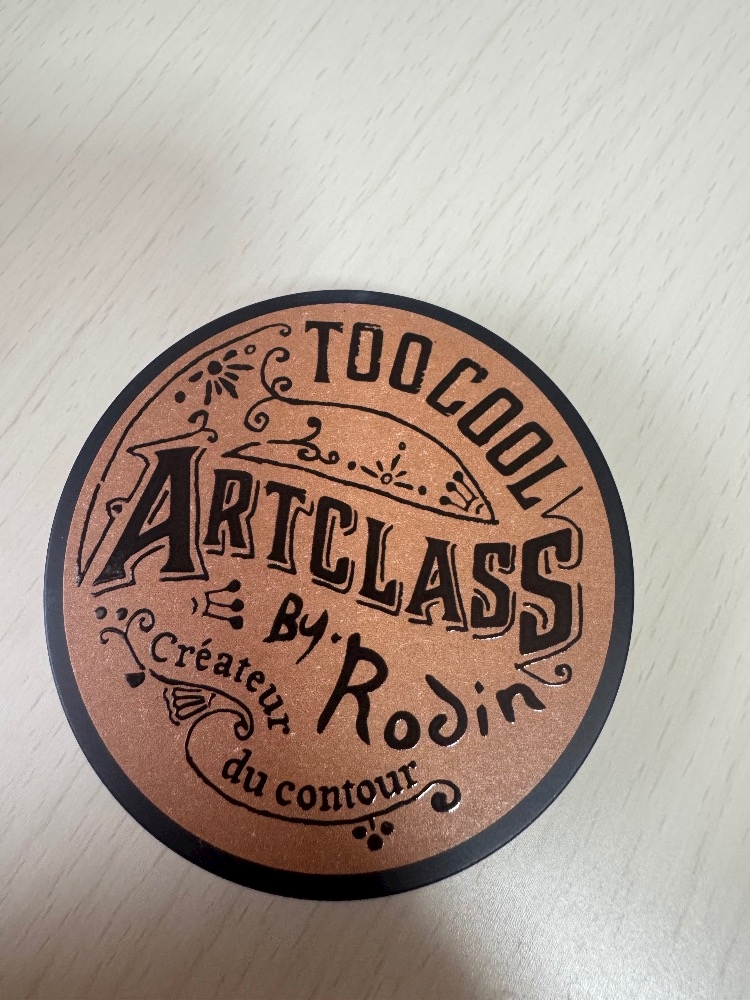 TOOCOOL
ARTCLASS
By. Rodin
Créateur
du contour